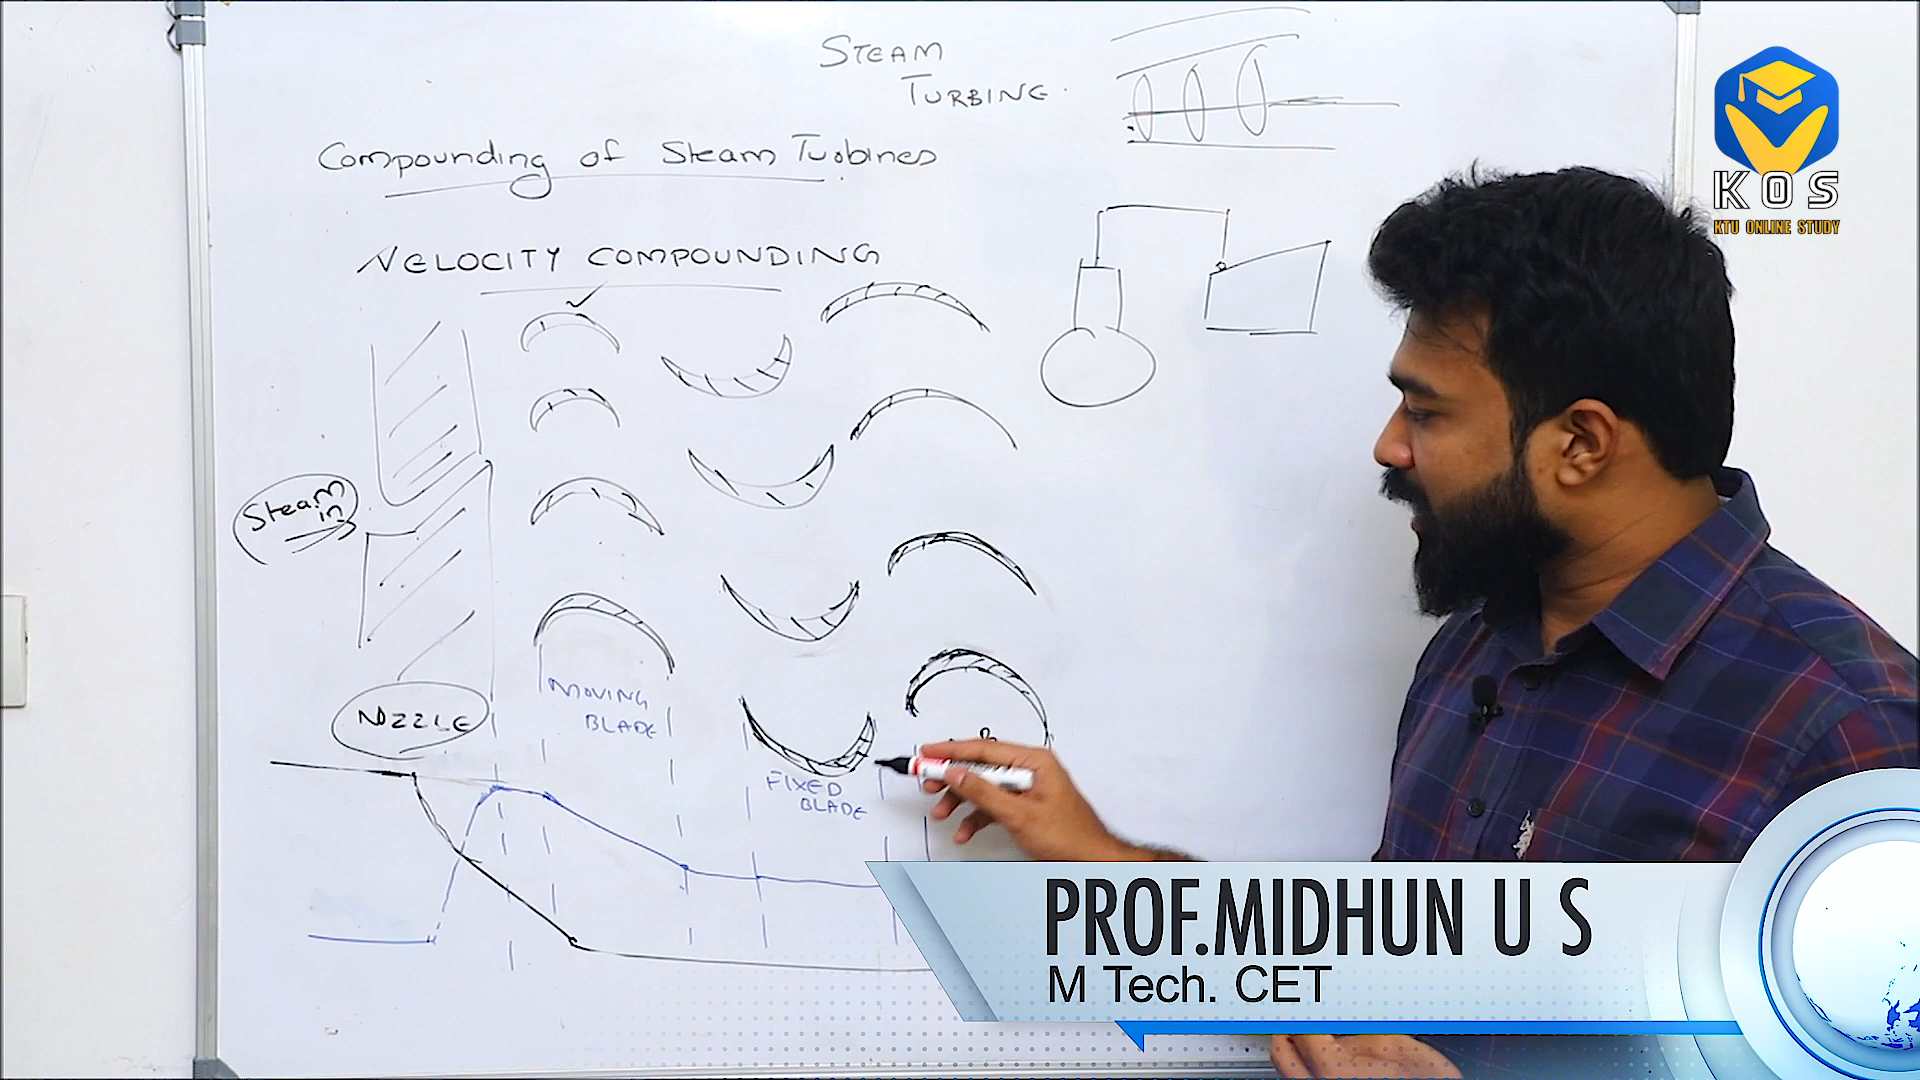 STEAM
TURBINE
Compounding of Steam Turbines
VELOCITY COMPOUNDING
Steam
in
NOZZLE
MOVING
BLADE
FIXED
BLADE
KOS
KTU ONLINE STUDY
PROF.MIDHUN U S
M Tech. CET